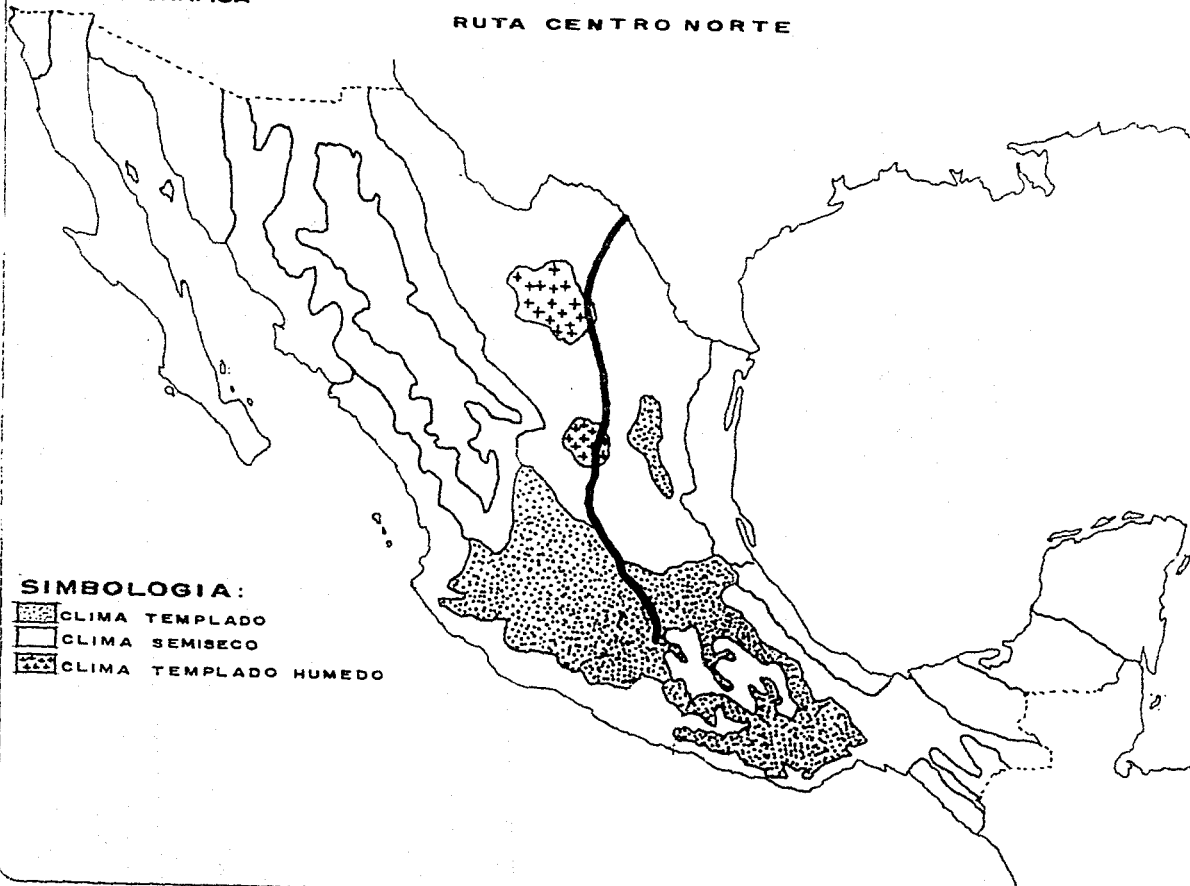 RUTA CENTRO NORTE
SIMBOLOGIA:
CLIMA TEMPLADO
CLIMA SEMISECO
CLIMA TEMPLADO HUMEDO